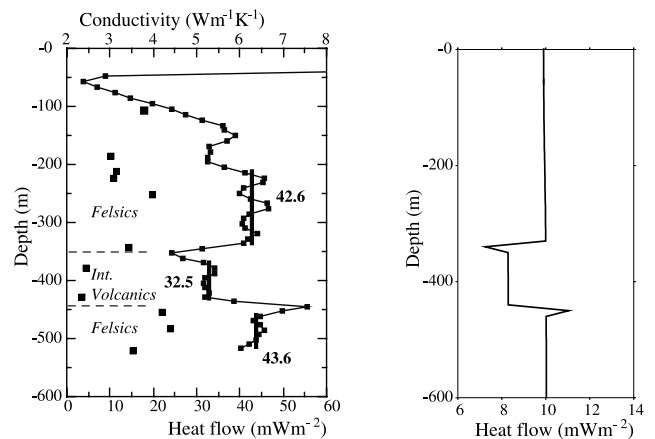 Conductivity (Wm⁻¹K⁻¹)
2 3 4 5 6 7 8
-0
-100
-200
-300
-400
-500
-600
Depth (m)
Felsics
42.6
Int.
Volcanics
32.5
Felsics
43.6
0 10 20 30 40 50 60
Heat flow (mWm⁻²)
-0
-200
-400
-600
Depth (m)
6 8 10 12 14
Heat flow (mWm⁻²)